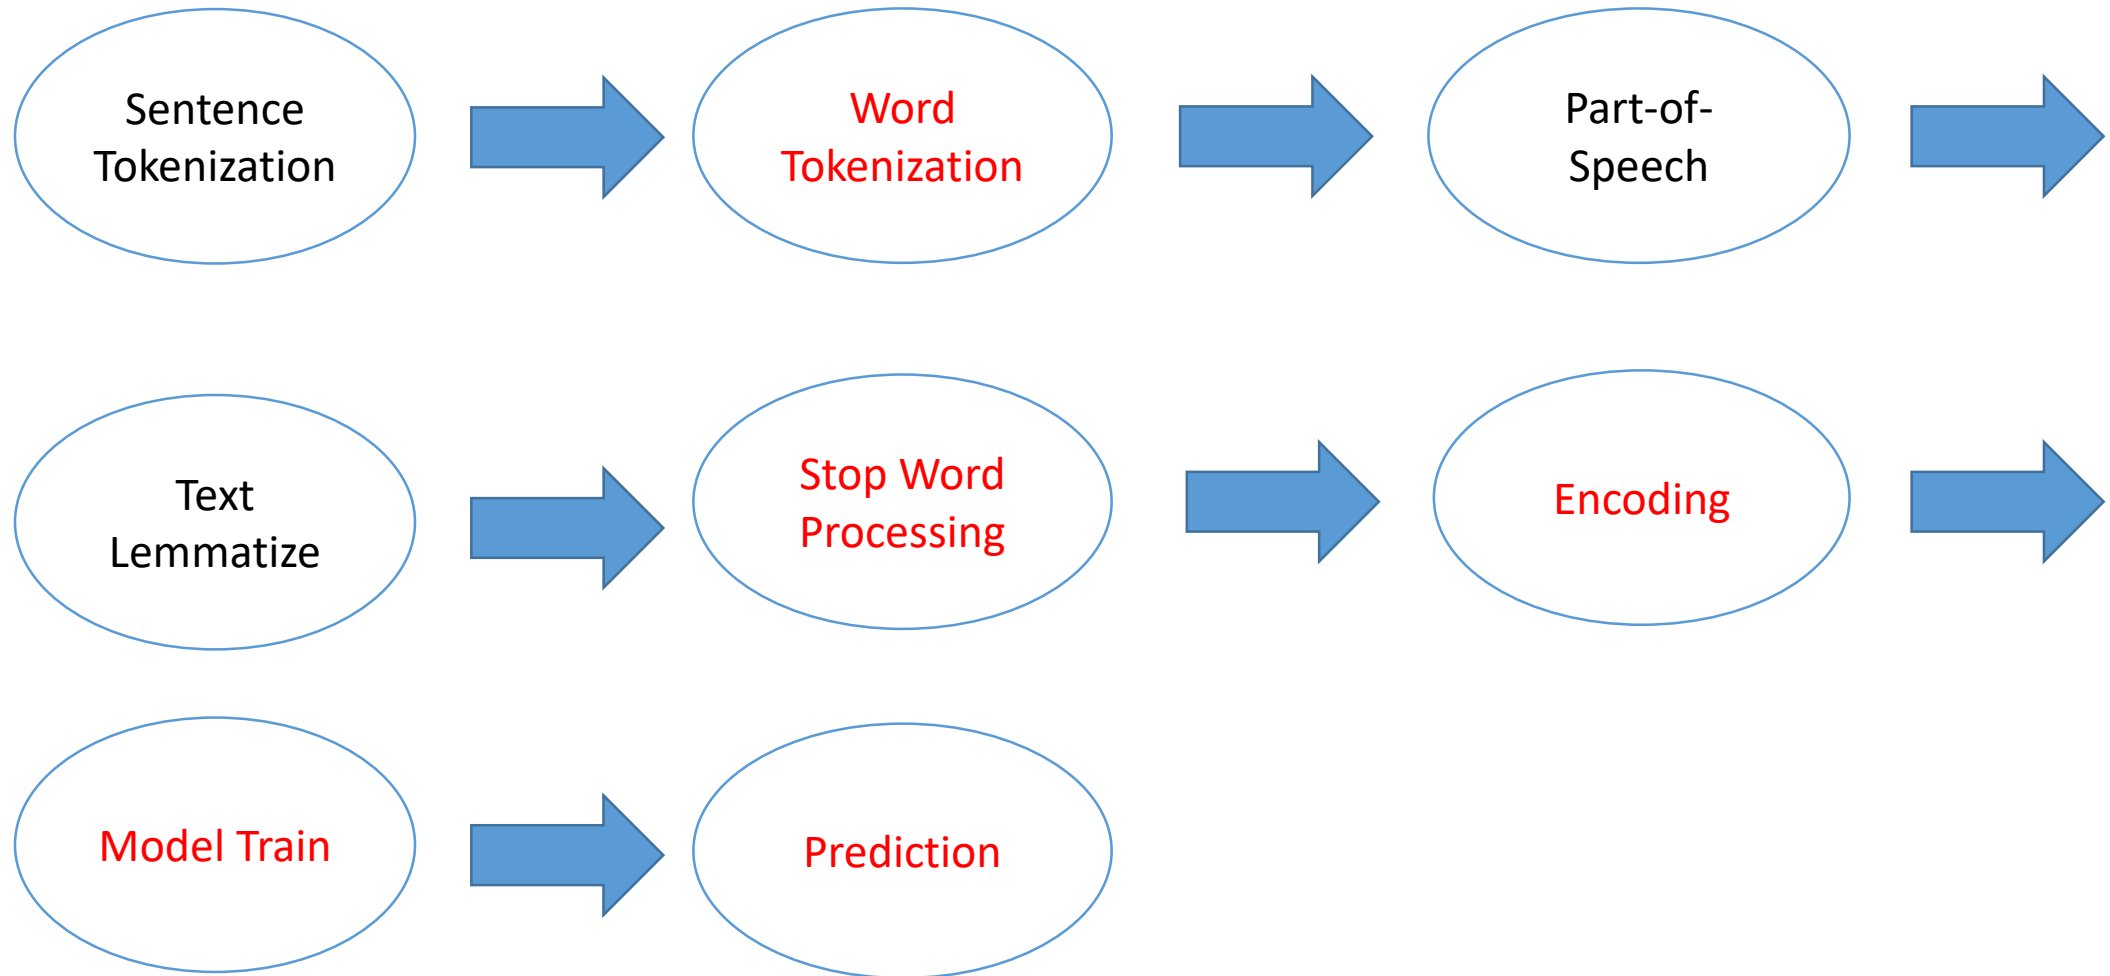 Sentence
Tokenization
Word
Tokenization
Part-of-
Speech
Text
Lemmatize
Stop Word
Processing
Encoding
Model Train
Prediction